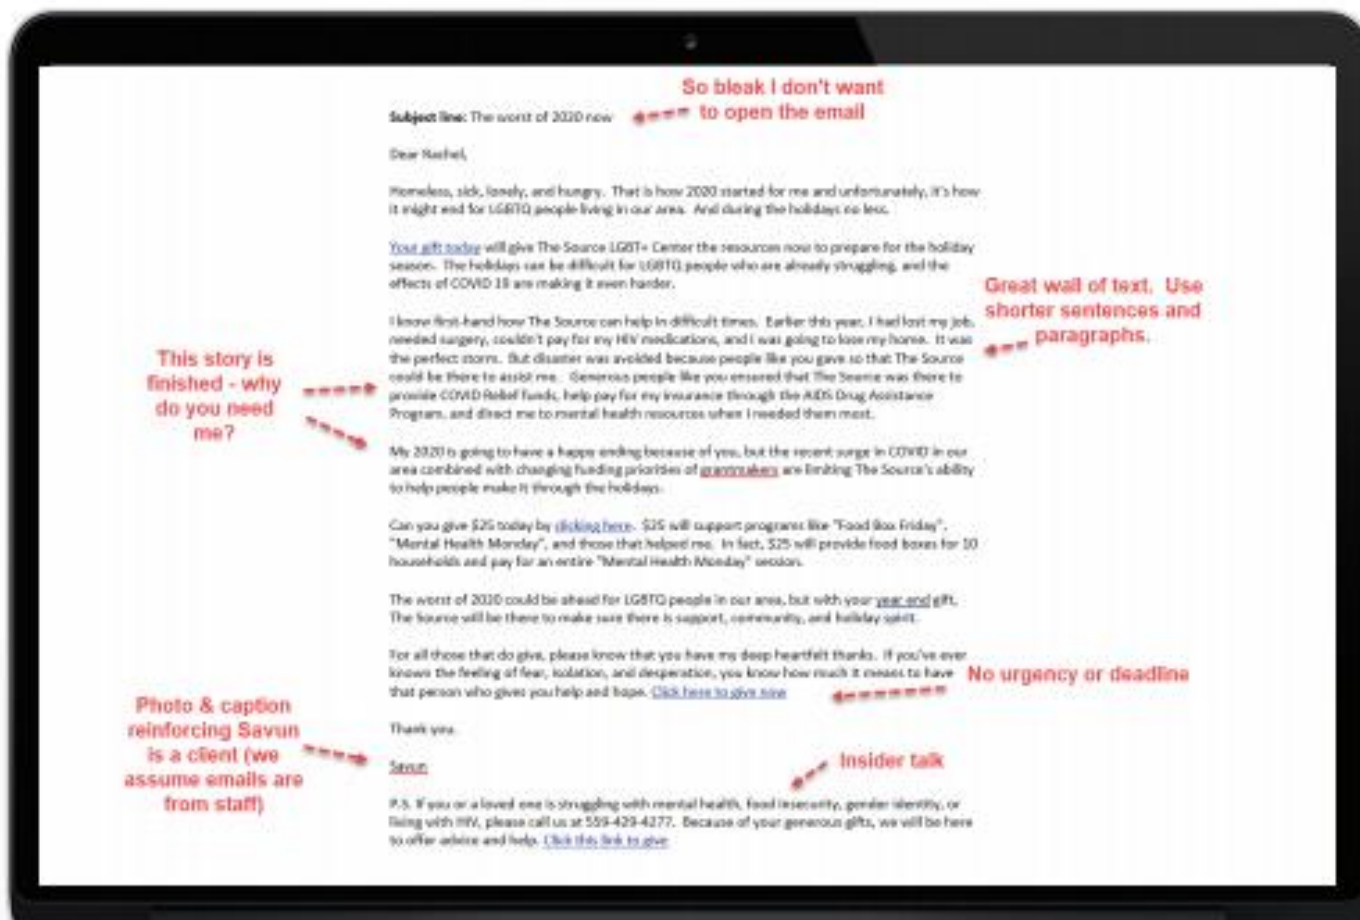 So bleak I don't want
to open the email
Subject line: The worst of 2020 now
Dear Rachel,
Homeless, sick, lonely, and hungry. That is how 2020 started for me and unfortunately, it's how
it might end for LGBTQ people living in our area. And during the holidays no less.
Your gift today will give The Source LGBT+ Center the resources now to prepare for the holiday
season. The holidays can be difficult for LGBTQ people who are already struggling, and the
effects of COVID 19 are making it even harder.
Great wall of text. Use
shorter sentences and
paragraphs.
I know first-hand how The Source can help in difficult times. Earlier this year, I had lost my job,
needed surgery, couldn't pay for my HIV medications, and I was going to lose my home. It was
the perfect storm. But disaster was avoided because people like you gave so that The Source
could be there to assist me. Generous people like you ensured that The Source was there to
provide COVID Relief funds, help pay for my insurance through the AIDS Drug Assistance
Program, and direct me to mental health resources when I needed them most.
This story is
finished - why
do you need
me?
My 2020 is going to have a happy ending because of you, but the recent surge in COVID in our
area combined with changing funding priorities of grantmakers are limiting The Source's ability
to help people make it through the holidays.
Can you give $25 today by clicking here. $25 will support programs like "Food Box Friday",
"Mental Health Monday", and those that helped me. In fact, $25 will provide food boxes for 10
households and pay for an entire "Mental Health Monday" session.
The worst of 2020 could be ahead for LGBTQ people in our area, but with your year end gift,
The Source will be there to make sure there is support, community, and holiday spirit.
For all those that do give, please know that you have my deep heartfelt thanks. If you've ever
known the feeling of fear, isolation, and desperation, you know how much it means to have
that person who gives you help and hope. Click here to give now
No urgency or deadline
Thank you.
Photo & caption
reinforcing Savun
is a client (we
assume emails are
from staff)
Savun
Insider talk
P.S. If you or a loved one is struggling with mental health, food insecurity, gender identity, or
living with HIV, please call us at 559-429-4277. Because of your generous gifts, we will be here
to offer advice and help. Click this link to give